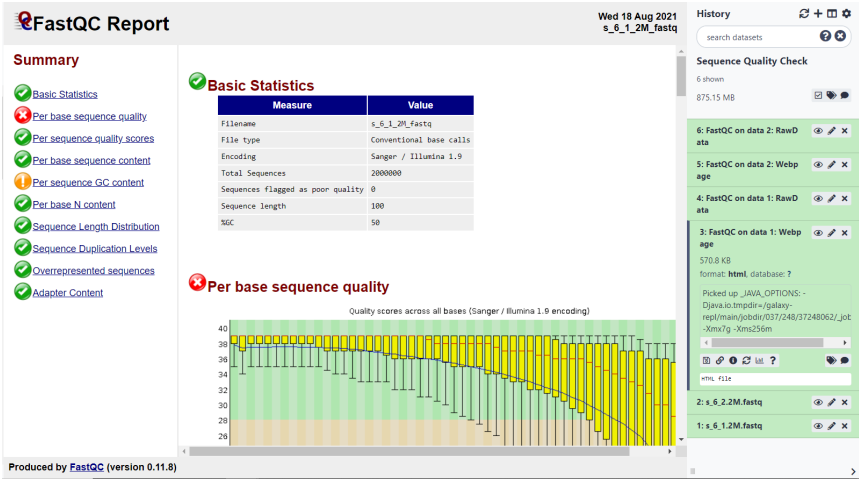 FastQC Report
Wed 18 Aug 2021
s_6_1_2M_fastq
Summary
Basic Statistics
Per base sequence quality
Per sequence quality scores
Per base sequence content
Per sequence GC content
Per base N content
Sequence Length Distribution
Sequence Duplication Levels
Overrepresented sequences
Adapter Content
Basic Statistics
Measure Value
Filename s_6_1_2M_fastq
File type Conventional base calls
Encoding Sanger / Illumina 1.9
Total Sequences 2000000
Sequences flagged as poor quality 0
Sequence length 100
%GC 50
Per base sequence quality
Quality scores across all bases (Sanger / Illumina 1.9 encoding)
40
38
36
34
32
30
28
26
Produced by FastQC (version 0.11.8)
History
search datasets
Sequence Quality Check
6 shown
875.15 MB
6: FastQC on data 2: RawD
ata
5: FastQC on data 2: Webp
age
4: FastQC on data 1: RawD
ata
3: FastQC on data 1: Webp
age
570.8 KB
format: html, database: ?
Picked up _JAVA_OPTIONS: -
Djava.io.tmpdir=/galaxy-
repl/main/jobdir/037/248/37248062/_job
-Xmx7g -Xms256m
HTML file
2: s_6_2.2M.fastq
1: s_6_1.2M.fastq